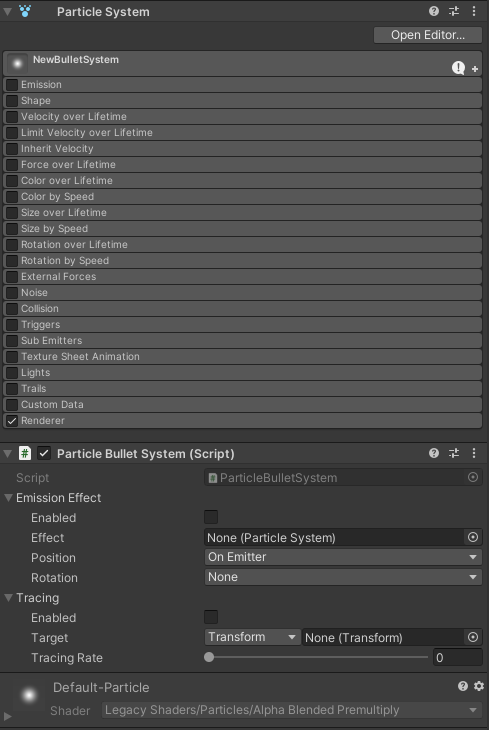 Particle System
Open Editor...
NewBulletSystem
Emission
Shape
Velocity over Lifetime
Limit Velocity over Lifetime
Inherit Velocity
Force over Lifetime
Color over Lifetime
Color by Speed
Size over Lifetime
Size by Speed
Rotation over Lifetime
Rotation by Speed
External Forces
Noise
Collision
Triggers
Sub Emitters
Texture Sheet Animation
Lights
Trails
Custom Data
Renderer
Particle Bullet System (Script)
Script ParticleBulletSystem
Emission Effect
Enabled
Effect None (Particle System)
Position On Emitter
Rotation None
Tracing
Enabled
Target Transform None (Transform)
Tracing Rate 0
Default-Particle
Shader Legacy Shaders/Particles/Alpha Blended Premultiply